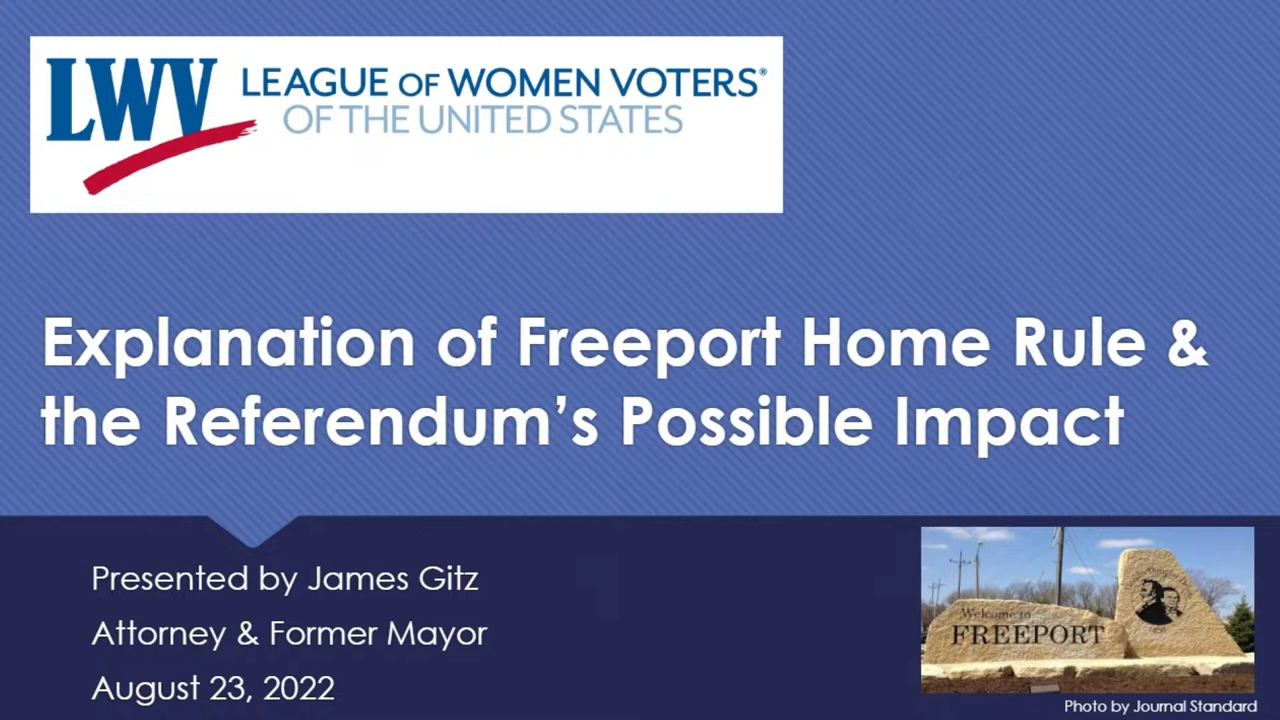 LWV LEAGUE OF WOMEN VOTERS®
OF THE UNITED STATES
Explanation of Freeport Home Rule &
the Referendum’s Possible Impact
Presented by James Gitz
Attorney & Former Mayor
August 23, 2022
Welcome to
FREEPORT
Photo by Journal Standard